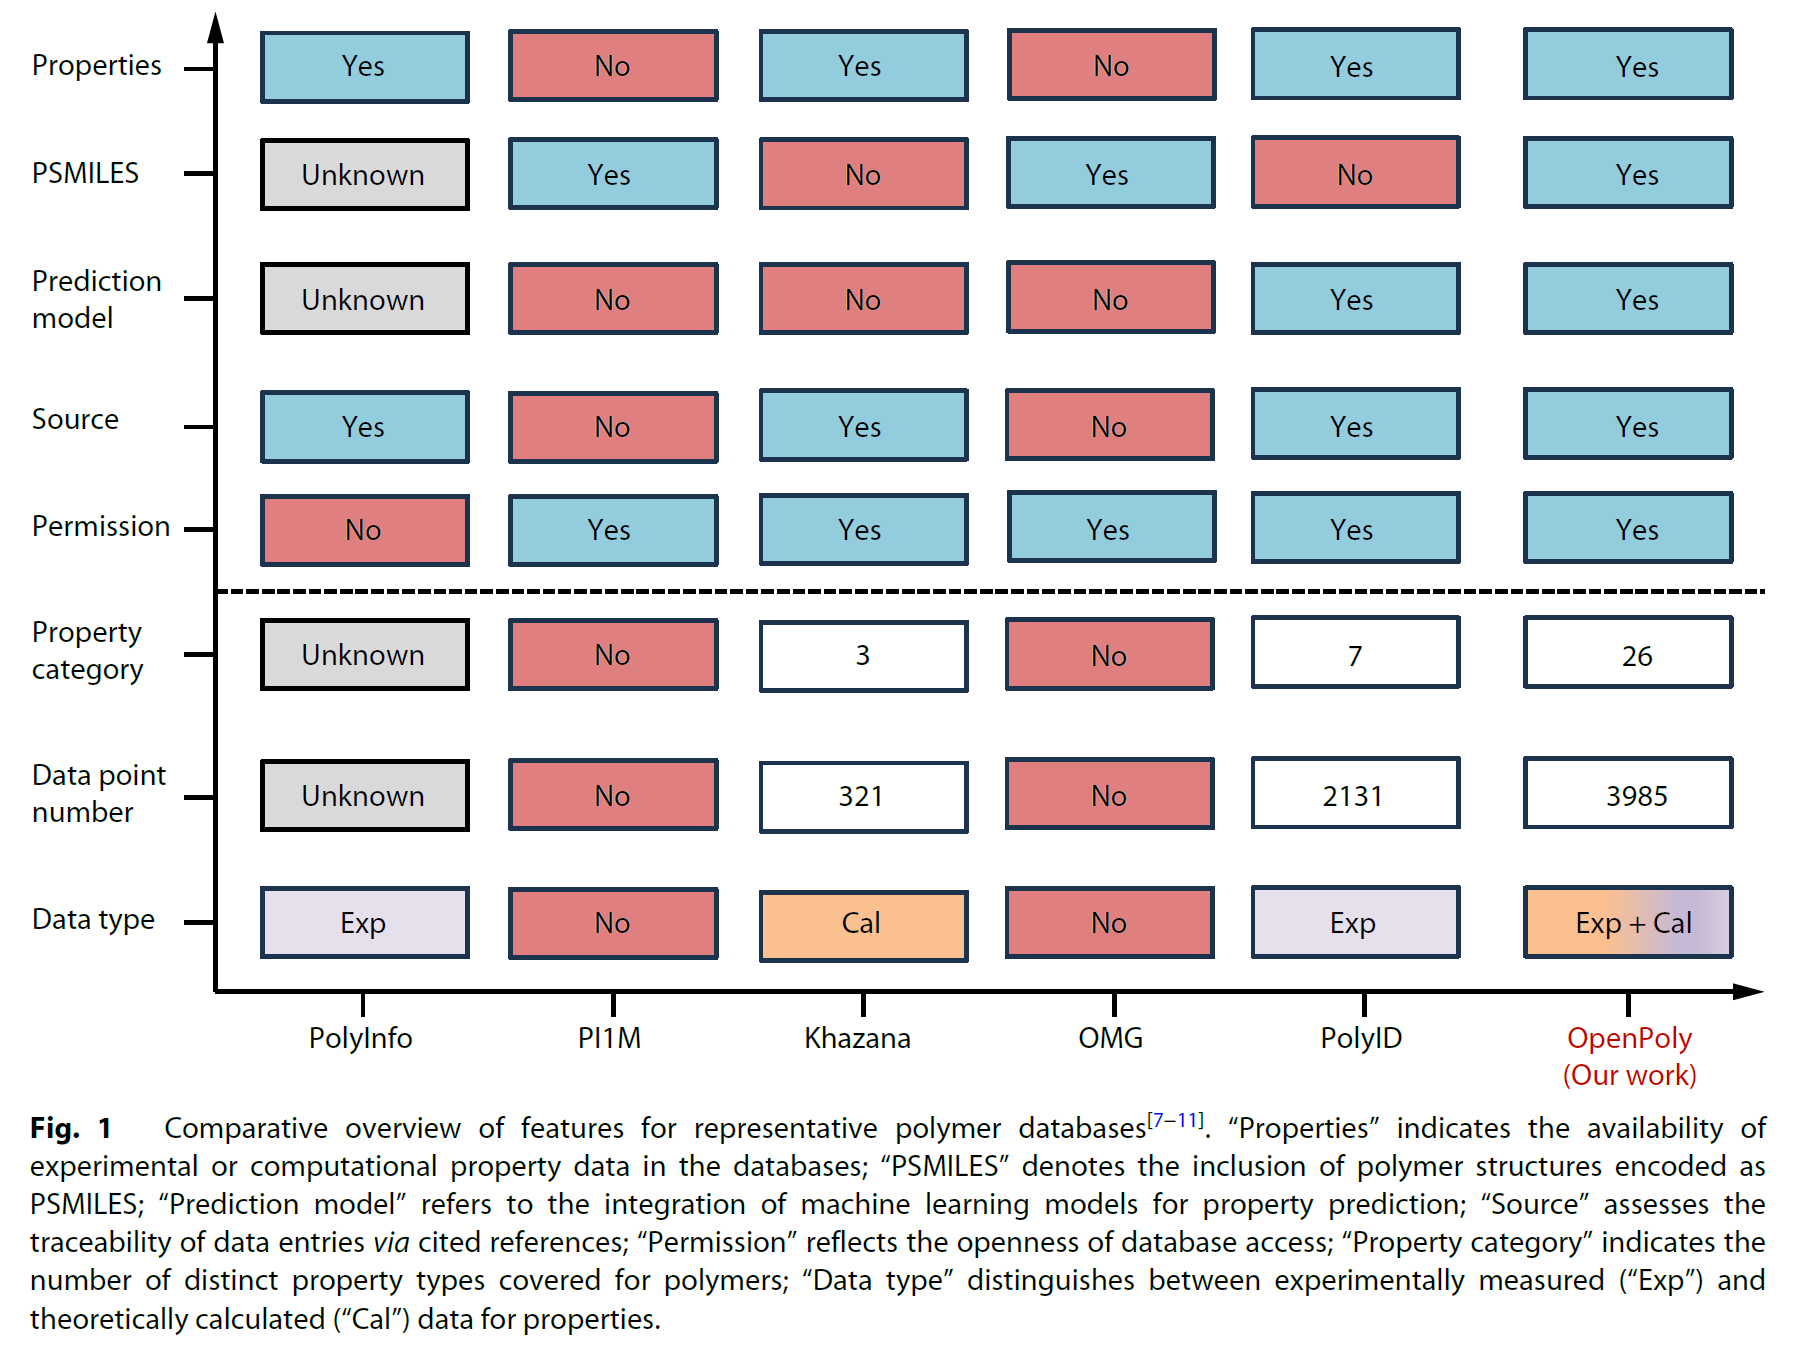 Properties Yes No Yes No Yes Yes
PSMILES Unknown Yes No Yes No Yes
Prediction
model Unknown No No No Yes Yes
Source Yes No Yes No Yes Yes
Permission No Yes Yes Yes Yes Yes
Property
category Unknown No 3 No 7 26
Data point
number Unknown No 321 No 2131 3985
Data type Exp No Cal No Exp Exp + Cal
PolyInfo PI1M Khazana OMG PolyID OpenPoly
(Our work)
Fig. 1 Comparative overview of features for representative polymer databases[7−11]. “Properties” indicates the availability of
experimental or computational property data in the databases; “PSMILES” denotes the inclusion of polymer structures encoded as
PSMILES; “Prediction model” refers to the integration of machine learning models for property prediction; “Source” assesses the
traceability of data entries via cited references; “Permission” reflects the openness of database access; “Property category” indicates the
number of distinct property types covered for polymers; “Data type” distinguishes between experimentally measured (“Exp”) and
theoretically calculated (“Cal”) data for properties.